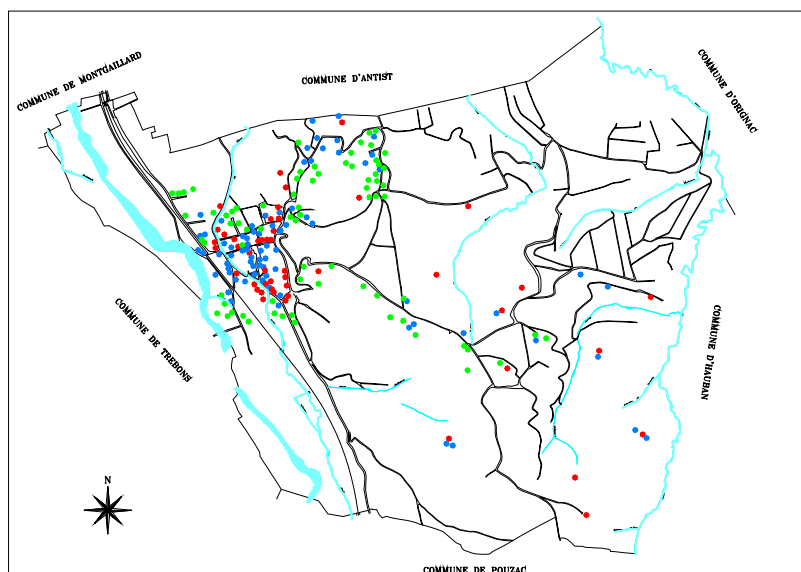 COMMUNE DE MONTGAILLARD
COMMUNE D'ANTIST
COMMUNE D'ORIGNAC
COMMUNE DE TREBONS
COMMUNE D'HAUBAN
N
COMMUNE DE POUZAC